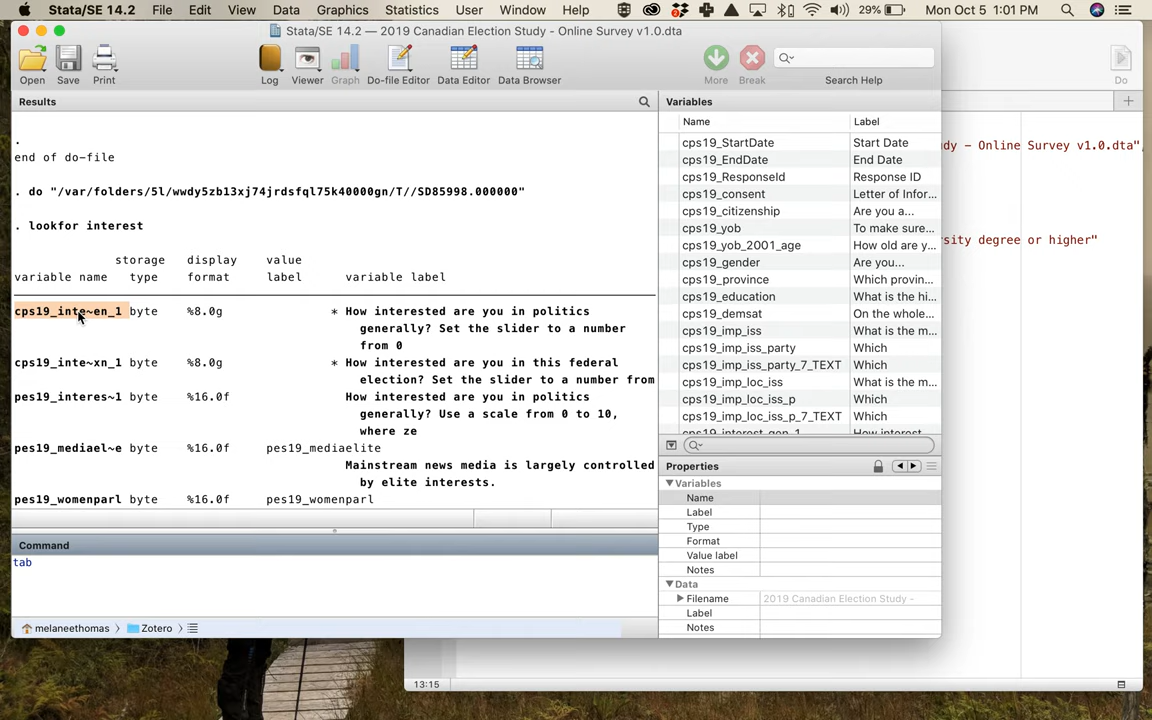 Stata/SE 14.2 File Edit View Data Graphics Statistics User Window Help 29% Mon Oct 5 1:01 PM
Stata/SE 14.2 — 2019 Canadian Election Study - Online Survey v1.0.dta
Open Save Print Log Viewer Graph Do-file Editor Data Editor Data Browser More Break Search Help Do
Results
.
end of do-file
. do "/var/folders/5l/wwdy5zb13xj74jrdsfql75k40000gn/T//SD85998.000000"
. lookfor interest
storage display value
variable name type format label variable label
cps19_inte~en_1 byte %8.0g * How interested are you in politics
generally? Set the slider to a number
from 0
cps19_inte~xn_1 byte %8.0g * How interested are you in this federal
election? Set the slider to a number from
pes19_interes~1 byte %16.0f How interested are you in politics
generally? Use a scale from 0 to 10,
where ze
pes19_mediael~e byte %16.0f pes19_mediaelite
Mainstream news media is largely controlled
by elite interests.
pes19_womenparl byte %16.0f pes19_womenparl
Command
tab
melaneethomas Zotero
Variables
Name Label
cps19_StartDate Start Date
cps19_EndDate End Date
cps19_ResponseId Response ID
cps19_consent Letter of Infor...
cps19_citizenship Are you a...
cps19_yob To make sure...
cps19_yob_2001_age How old are y...
cps19_gender Are you...
cps19_province Which provin...
cps19_education What is the hi...
cps19_demsat On the whole...
cps19_imp_iss What is the m...
cps19_imp_iss_party Which
cps19_imp_iss_party_7_TEXT Which
cps19_imp_loc_iss What is the m...
cps19_imp_loc_iss_p Which
cps19_imp_loc_iss_p_7_TEXT Which
cps19_interest_gen_1 How interest...
Properties
Variables
Name
Label
Type
Format
Value label
Notes
Data
Filename 2019 Canadian Election Study -
Label
Notes
dy - Online Survey v1.0.dta",
sity degree or higher"
13:15